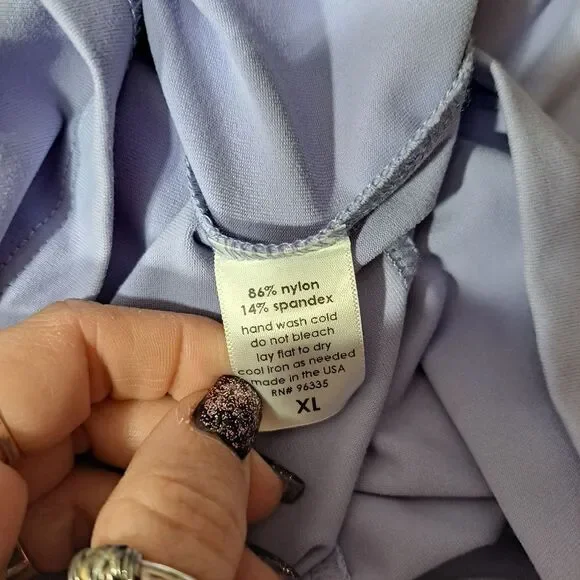 86% nylon
14% spandex
hand wash cold
do not bleach
lay flat to dry
cool iron as needed
made in the USA
RN# 96335
XL